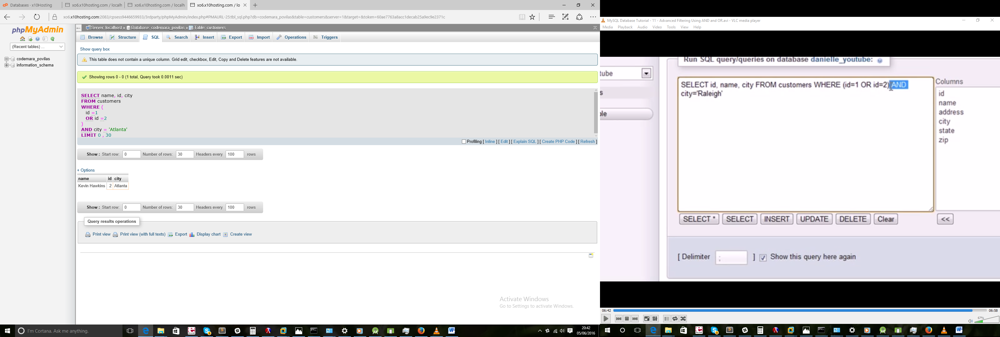 Databases - x10Hosting
xo6.x10hosting.com / localh
xo6.x10hosting.com / localh
xo6.x10hosting.com / lo
xo6.x10hosting.com:2083/cpsess9446659933/3rdparty/phpMyAdmin/index.php#PMAURL-25:tbl_sql.php?db=codemara_povilas&table=customers&server=1&target=&token=60ae7763a8acc1decab25a9ec9e2371c
phpMyAdmin
(Recent tables) ...
codemara_povilas
information_schema
Server: localhost » Database: codemara_povilas » Table: customers
Browse Structure SQL Search Insert Export Import Operations Triggers
Show query box
This table does not contain a unique column. Grid edit, checkbox, Edit, Copy and Delete features are not available.
Showing rows 0 - 0 (1 total, Query took 0.0011 sec)
SELECT name, id, city
FROM customers
WHERE (
id =1
OR id =2
)
AND city = 'Atlanta'
LIMIT 0 , 30
Profiling [ Inline ] [ Edit ] [ Explain SQL ] [ Create PHP Code ] [ Refresh ]
Show : Start row: 0 Number of rows: 30 Headers every 100 rows
+ Options
name id city
Kevin Hawkins 2 Atlanta
Show : Start row: 0 Number of rows: 30 Headers every 100 rows
Query results operations
Print view Print view (with full texts) Export Display chart Create view
Activate Windows
Go to Settings to activate Windows.
I'm Cortana. Ask me anything.
20:42
05/06/2016
MySQL Database Tutorial - 11 - Advanced Filtering Using AND and OR.avi - VLC media player
Media Playback Audio Video Tools View Help
Run SQL query/queries on database danielle_youtube:
tube
s
ble
SELECT id, name, city FROM customers WHERE (id=1 OR id=2) AND
city='Raleigh'
Columns
id
name
address
city
state
zip
SELECT * SELECT INSERT UPDATE DELETE Clear <<
[ Delimiter ; ] Show this query here again
06:42
06:58
67%